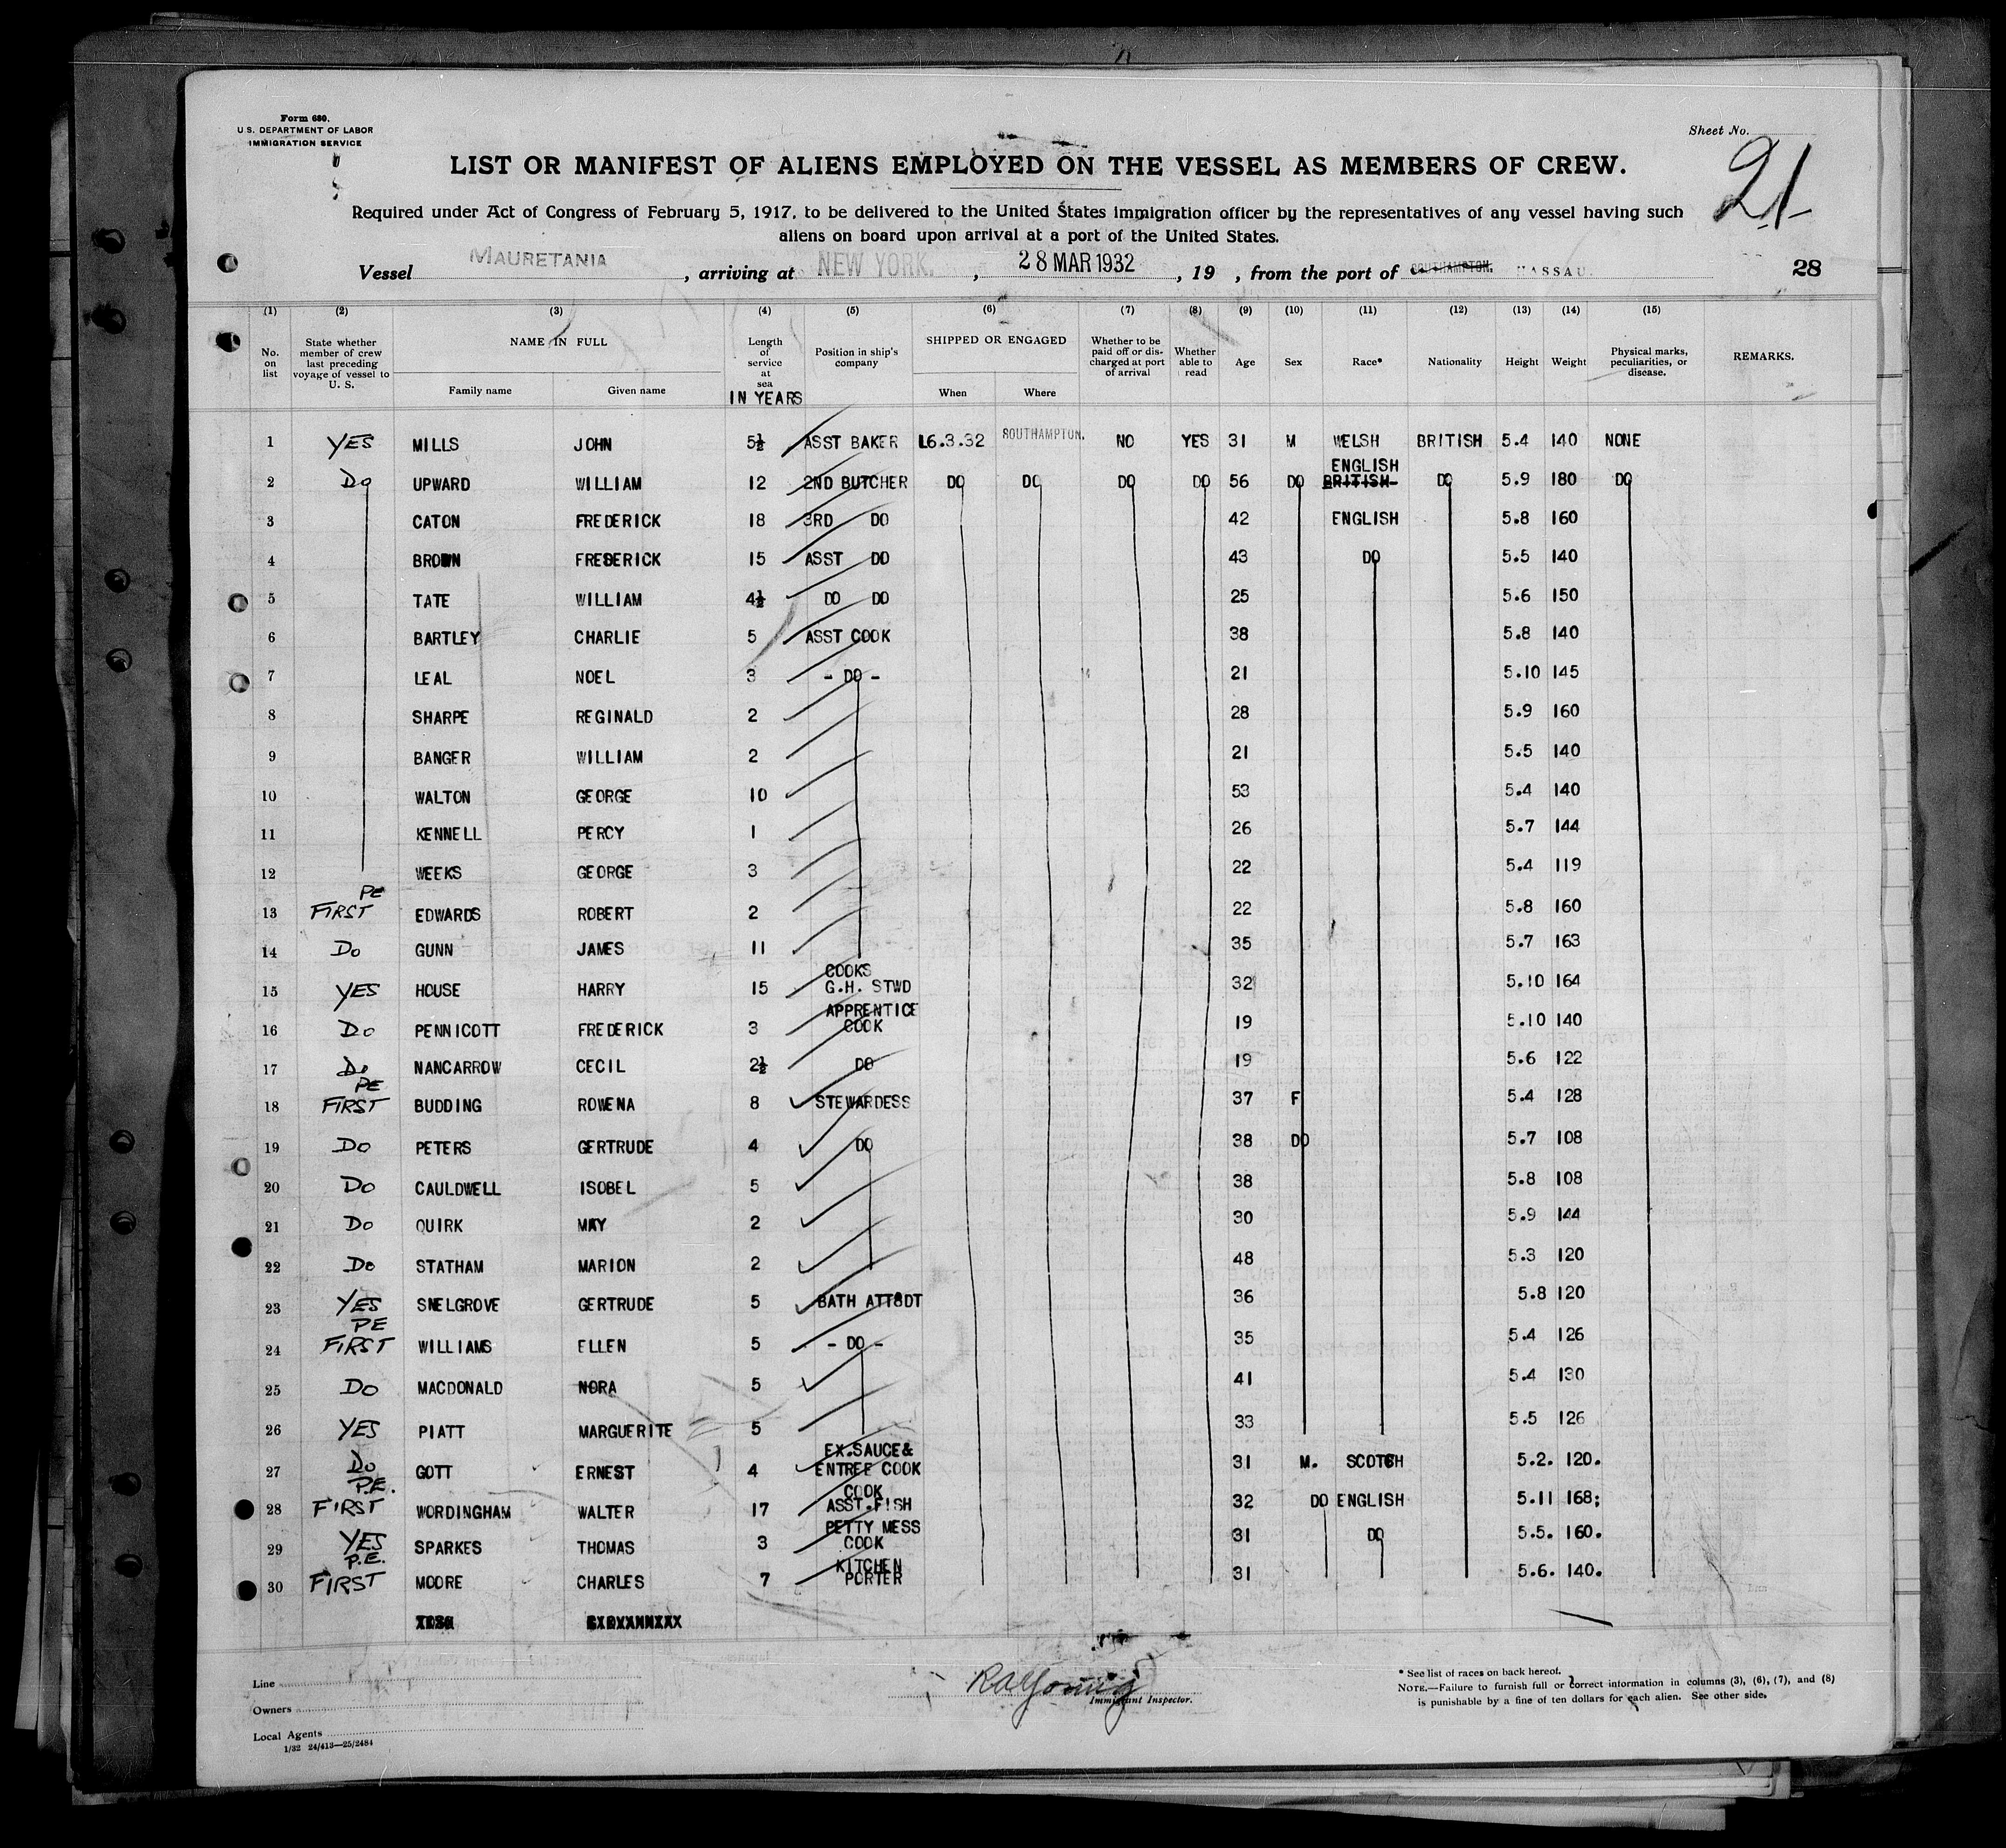 Form 680.
U.S. DEPARTMENT OF LABOR
IMMIGRATION SERVICE
Sheet No.
21
LIST OR MANIFEST OF ALIENS EMPLOYED ON THE VESSEL AS MEMBERS OF CREW.
Required under Act of Congress of February 5, 1917, to be delivered to the United States immigration officer by the representatives of any vessel having such
aliens on board upon arrival at a port of the United States.
Vessel MAURETANIA, arriving at NEW YORK., 28 MAR 1932, 19 , from the port of SOUTHAMPTON. NASSAU. 28
(1) (2) (3) (4) (5) (6) (7) (8) (9) (10) (11) (12) (13) (14) (15)
No. on list
State whether member of crew last preceding voyage of vessel to U. S.
NAME IN FULL
Family name Given name
Length of service at sea IN YEARS
Position in ship's company
SHIPPED OR ENGAGED
When Where
Whether to be paid off or discharged at port of arrival
Whether able to read
Age Sex Race* Nationality Height Weight
Physical marks, peculiarities, or disease.
REMARKS.
1 YES MILLS JOHN 5½ ASST BAKER 16.3.32 SOUTHAMPTON. NO YES 31 M WELSH BRITISH 5.4 140 NONE
2 DO UPWARD WILLIAM 12 2ND BUTCHER DO DO DO DO 56 DO BRITISH ENGLISH DO 5.9 180 DO
3 CATON FREDERICK 18 3RD DO 42 ENGLISH 5.8 160
4 BROWN FREDERICK 15 ASST DO 43 DO 5.5 140
5 TATE WILLIAM 4½ DO DO 25 5.6 150
6 BARTLEY CHARLIE 5 ASST COOK 38 5.8 140
7 LEAL NOEL 3 - DO - 21 5.10 145
8 SHARPE REGINALD 2 28 5.9 160
9 BANGER WILLIAM 2 21 5.5 140
10 WALTON GEORGE 10 53 5.4 140
11 KENNELL PERCY 1 26 5.7 144
12 WEEKS GEORGE 3 22 5.4 119
13 PE FIRST EDWARDS ROBERT 2 22 5.8 160
14 DO GUNN JAMES 11 35 5.7 163
15 YES HOUSE HARRY 15 COOKS G.H. STWD 32 5.10 164
16 DO PENNICOTT FREDERICK 3 APPRENTICE COOK 19 5.10 140
17 DO NANCARROW CECIL 2½ DO 19 5.6 122
18 PE FIRST BUDDING ROWENA 8 STEWARDESS 37 F 5.4 128
19 DO PETERS GERTRUDE 4 DO 38 DO 5.7 108
20 DO CAULDWELL ISOBEL 5 38 5.8 108
21 DO QUIRK MAY 2 30 5.9 144
22 DO STATHAM MARION 2 48 5.3 120
23 YES SNELGROVE GERTRUDE 5 BATH ATTSDT 36 5.8 120
24 PE FIRST WILLIAMS ELLEN 5 - DO - 35 5.4 126
25 DO MACDONALD NORA 5 41 5.4 130
26 YES PIATT MARGUERITE 5 33 5.5 126
27 DO GOTT ERNEST 4 EX.SAUCE& ENTREE COOK 31 M. SCOTCH 5.2. 120.
28 P.E. FIRST WORDINGHAM WALTER 17 COOK ASST.FISH 32 DO ENGLISH 5.11 168;
29 YES SPARKES THOMAS 3 PETTY MESS COOK 31 DO 5.5. 160.
30 P.E. FIRST MOORE CHARLES 7 KITCHEN PORTER 31 5.6. 140.
Line
Owners
Local Agents
1/32 24/413—25/2484
Immigrant Inspector.
* See list of races on back hereof.
NOTE.—Failure to furnish full or correct information in columns (3), (6), (7), and (8)
is punishable by a fine of ten dollars for each alien. See other side.